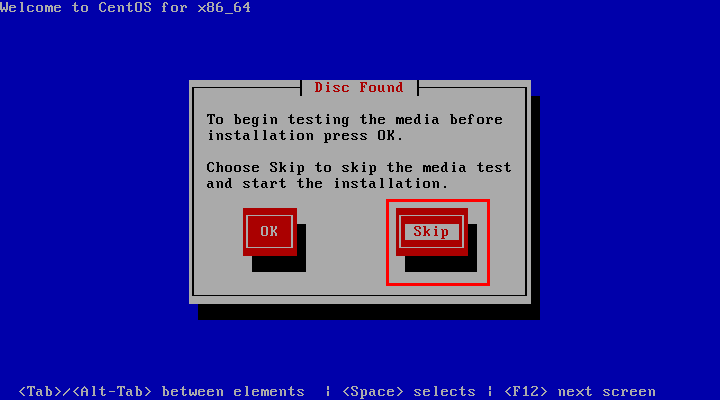 Welcome to CentOS for x86_64
Disc Found
To begin testing the media before
installation press OK.
Choose Skip to skip the media test
and start the installation.
OK Skip
<Tab>/<Alt-Tab> between elements | <Space> selects | <F12> next screen